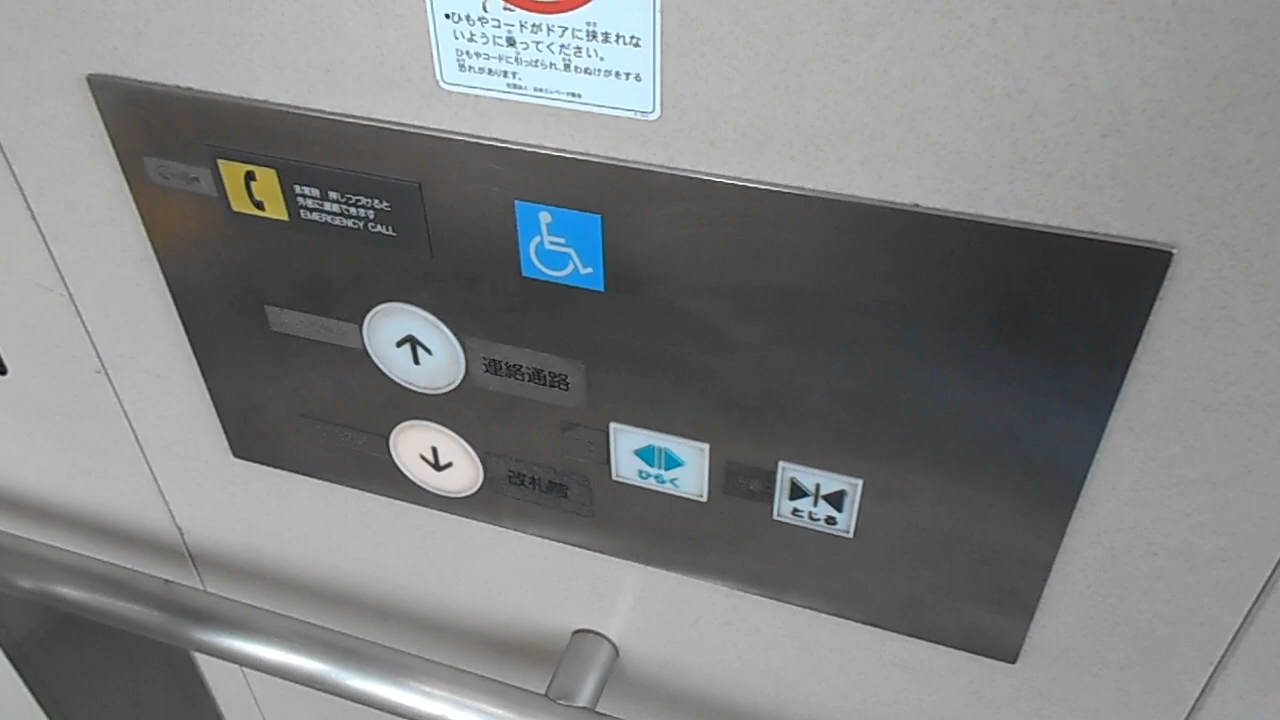 •ひもやコードがドアに挟まれな
いように乗ってください。
ひもやコードに引っぱられ、思わぬけがをする
恐れがあります。
非常時 押しつづけると
外部に連絡できます
EMERGENCY CALL
連絡通路
改札階
ひらく
とじる